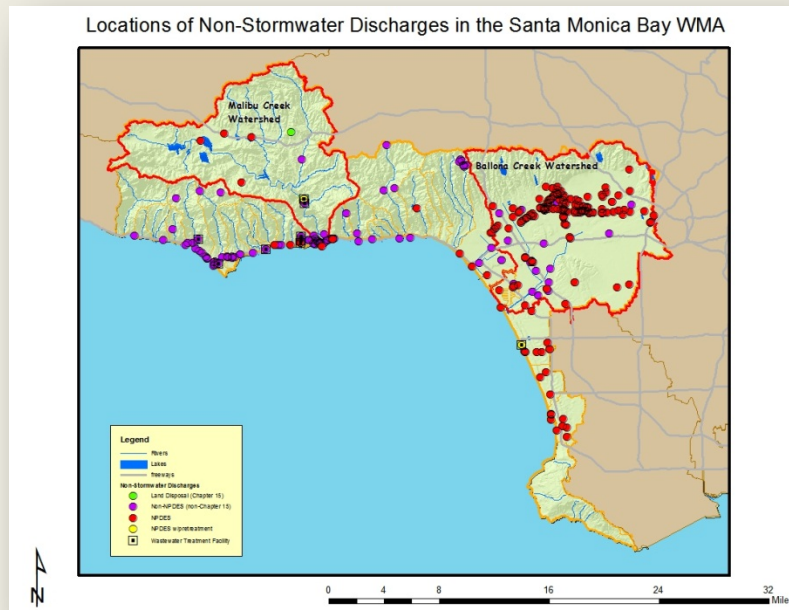 Locations of Non-Stormwater Discharges in the Santa Monica Bay WMA
Malibu Creek
Watershed
Ballona Creek Watershed
Legend
Rivers
Lakes
freeways
Non-Stormwater Discharges
Land Disposal (Chapter 15)
Non-NPDES (non-Chapter 15)
NPDES
NPDES w/pretreatment
Wastewater Treatment Facility
N
0 4 8 16 24 32
Mile